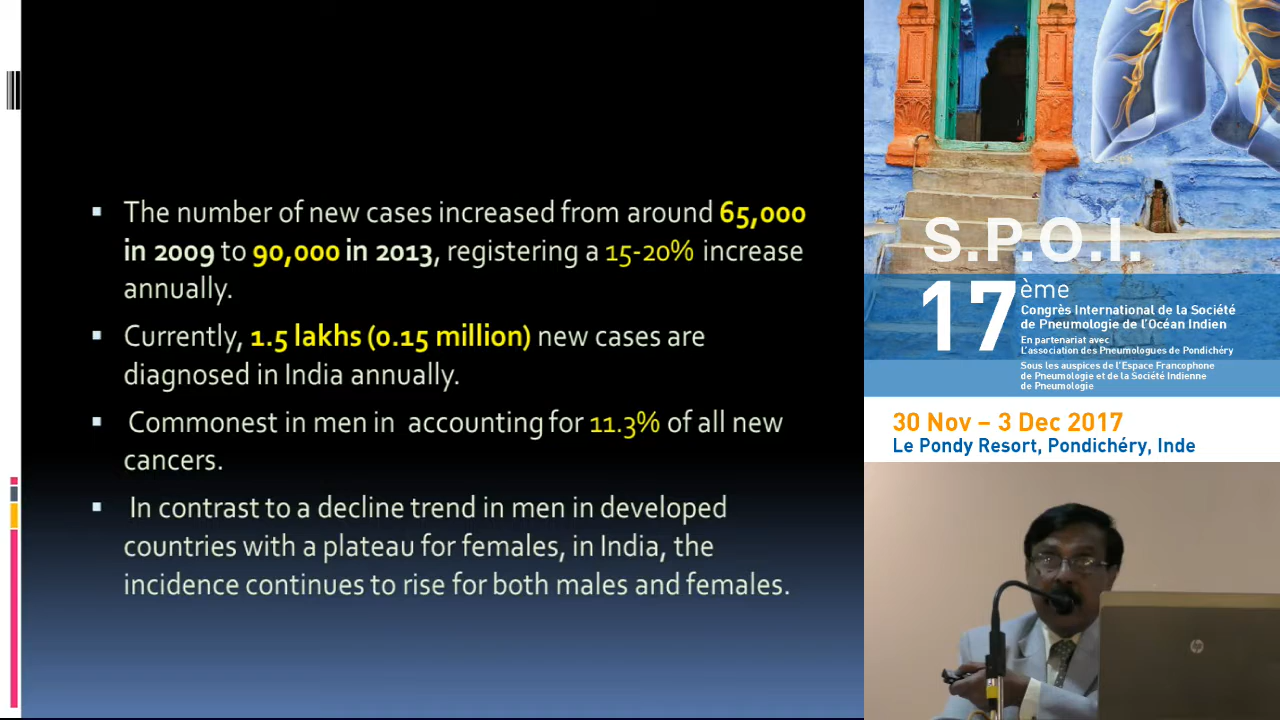 ▪ The number of new cases increased from around 65,000
in 2009 to 90,000 in 2013, registering a 15-20% increase
annually.
▪ Currently, 1.5 lakhs (0.15 million) new cases are
diagnosed in India annually.
▪ Commonest in men in accounting for 11.3% of all new
cancers.
▪ In contrast to a decline trend in men in developed
countries with a plateau for females, in India, the
incidence continues to rise for both males and females.
S.P.O.I.
17ème
Congrès International de la Société
de Pneumologie de l'Océan Indien
En partenariat avec
L'association des Pneumologues de Pondichéry
Sous les auspices de l'Espace Francophone
de Pneumologie et de la Société Indienne
de Pneumologie
30 Nov – 3 Dec 2017
Le Pondy Resort, Pondichéry, Inde
hp